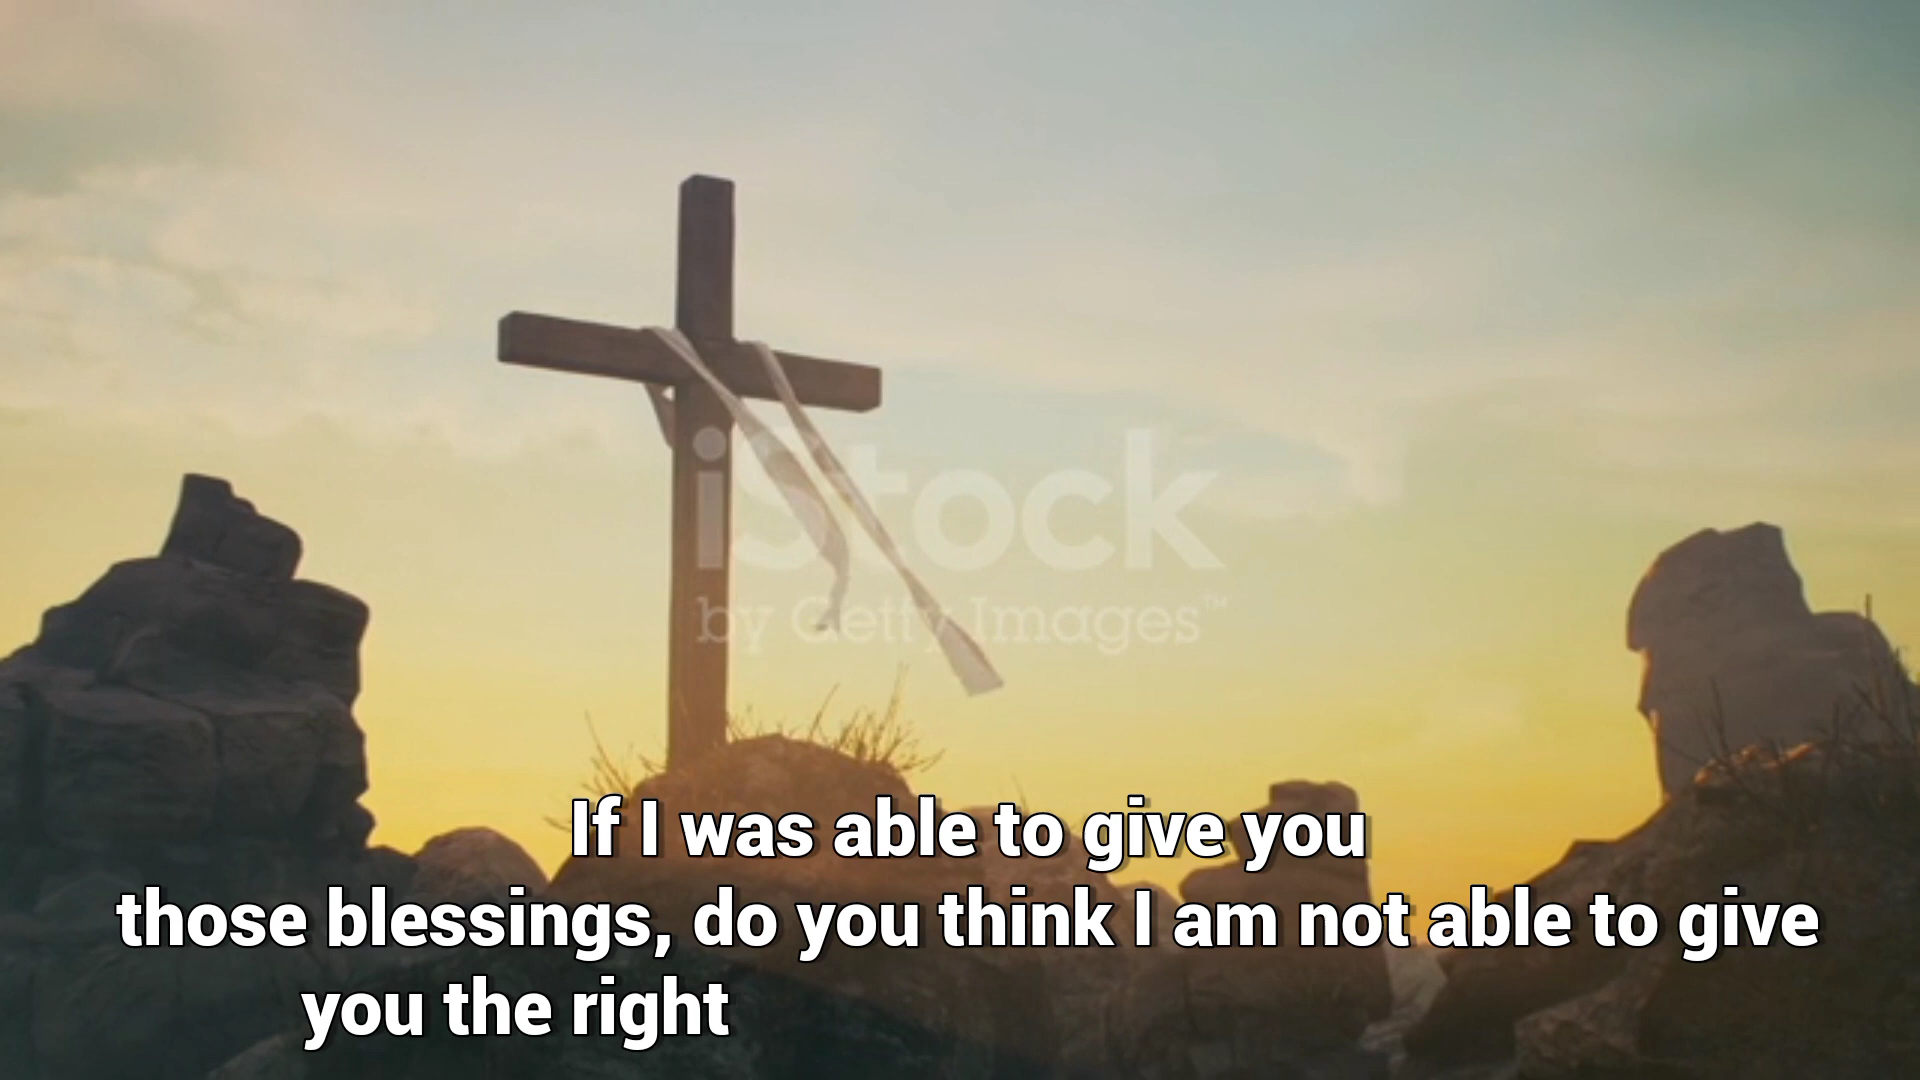 iStock
by Getty Images™
If I was able to give you
those blessings, do you think I am not able to give
you the right